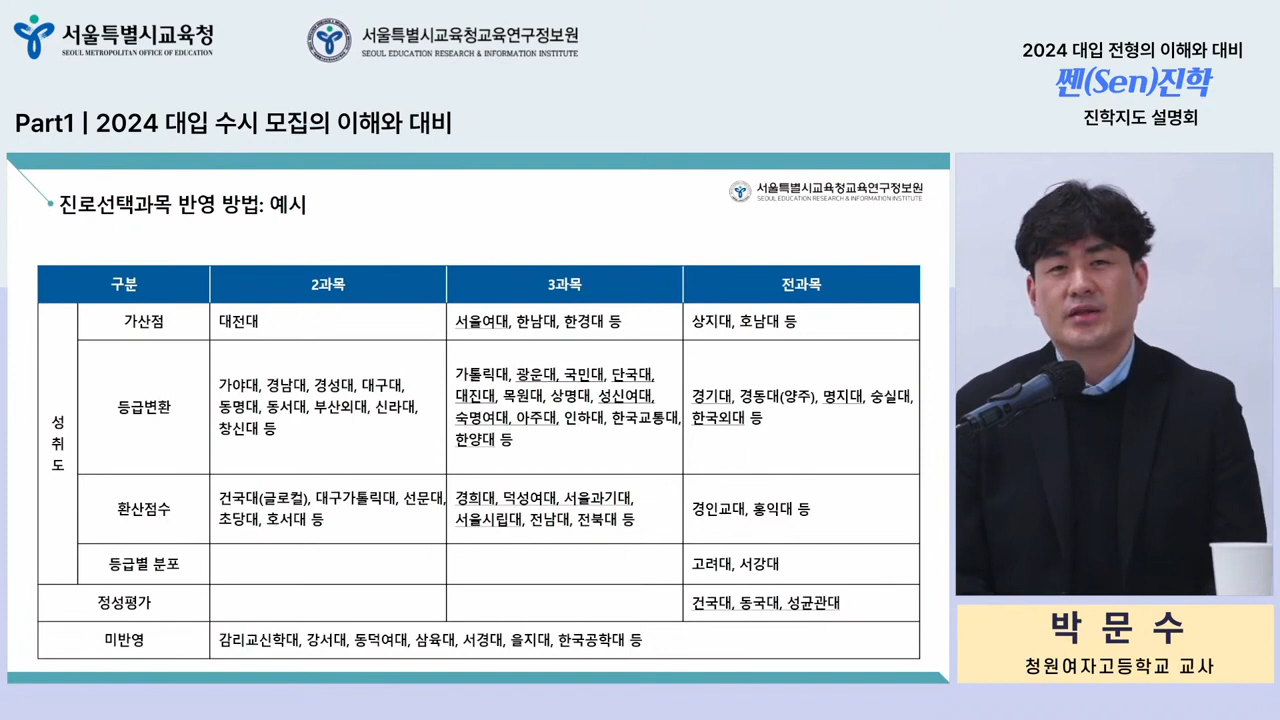 서울특별시교육청
SEOUL METROPOLITAN OFFICE OF EDUCATION
서울특별시교육청교육연구정보원
SEOUL EDUCATION RESEARCH & INFORMATION INSTITUTE
2024 대입 전형의 이해와 대비
쎈(Sen)진학
진학지도 설명회
Part1 | 2024 대입 수시 모집의 이해와 대비
진로선택과목 반영 방법: 예시
서울특별시교육청교육연구정보원
SEOUL EDUCATION RESEARCH & INFORMATION INSTITUTE
구분 2과목 3과목 전과목
성취도
가산점 대전대 서울여대, 한남대, 한경대 등 상지대, 호남대 등
등급변환
가야대, 경남대, 경성대, 대구대,
동명대, 동서대, 부산외대, 신라대,
창신대 등
가톨릭대, 광운대, 국민대, 단국대,
대진대, 목원대, 상명대, 성신여대,
숙명여대, 아주대, 인하대, 한국교통대,
한양대 등
경기대, 경동대(양주), 명지대, 숭실대,
한국외대 등
환산점수
건국대(글로컬), 대구가톨릭대, 선문대,
초당대, 호서대 등
경희대, 덕성여대, 서울과기대,
서울시립대, 전남대, 전북대 등
경인교대, 홍익대 등
등급별 분포 고려대, 서강대
정성평가 건국대, 동국대, 성균관대
미반영 감리교신학대, 강서대, 동덕여대, 삼육대, 서경대, 을지대, 한국공학대 등
박 문 수
청원여자고등학교 교사